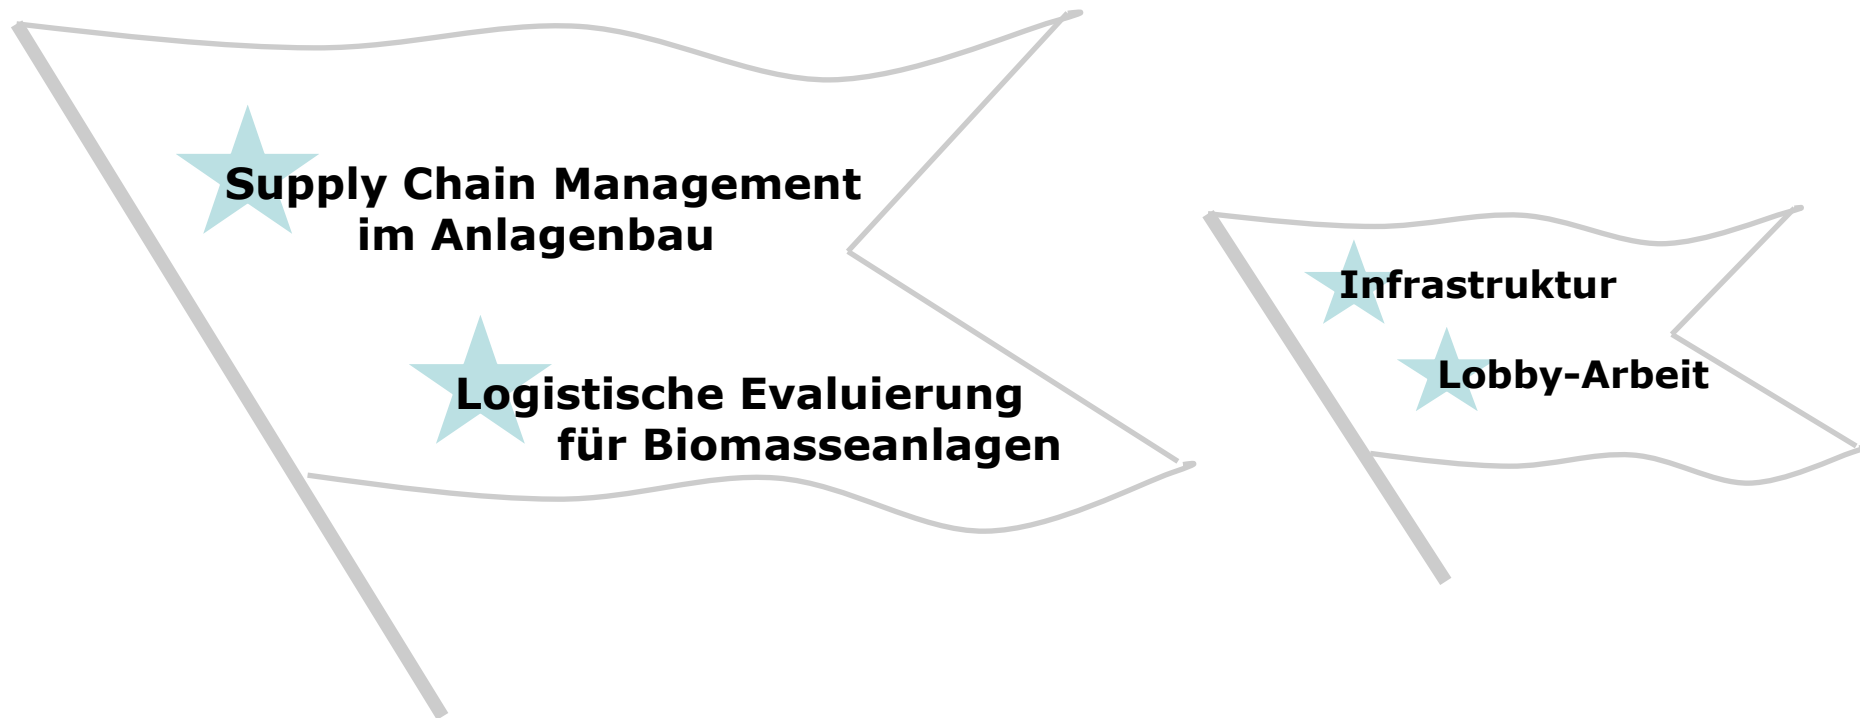 Supply Chain Management
im Anlagenbau
Logistische Evaluierung
für Biomasseanlagen
Infrastruktur
Lobby-Arbeit